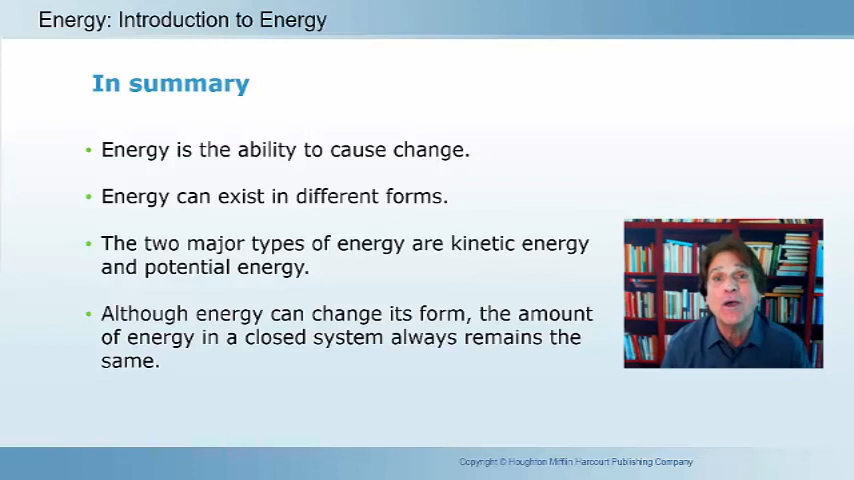 Energy: Introduction to Energy
In summary
• Energy is the ability to cause change.
• Energy can exist in different forms.
• The two major types of energy are kinetic energy
and potential energy.
• Although energy can change its form, the amount
of energy in a closed system always remains the
same.
Copyright © Houghton Mifflin Harcourt Publishing Company